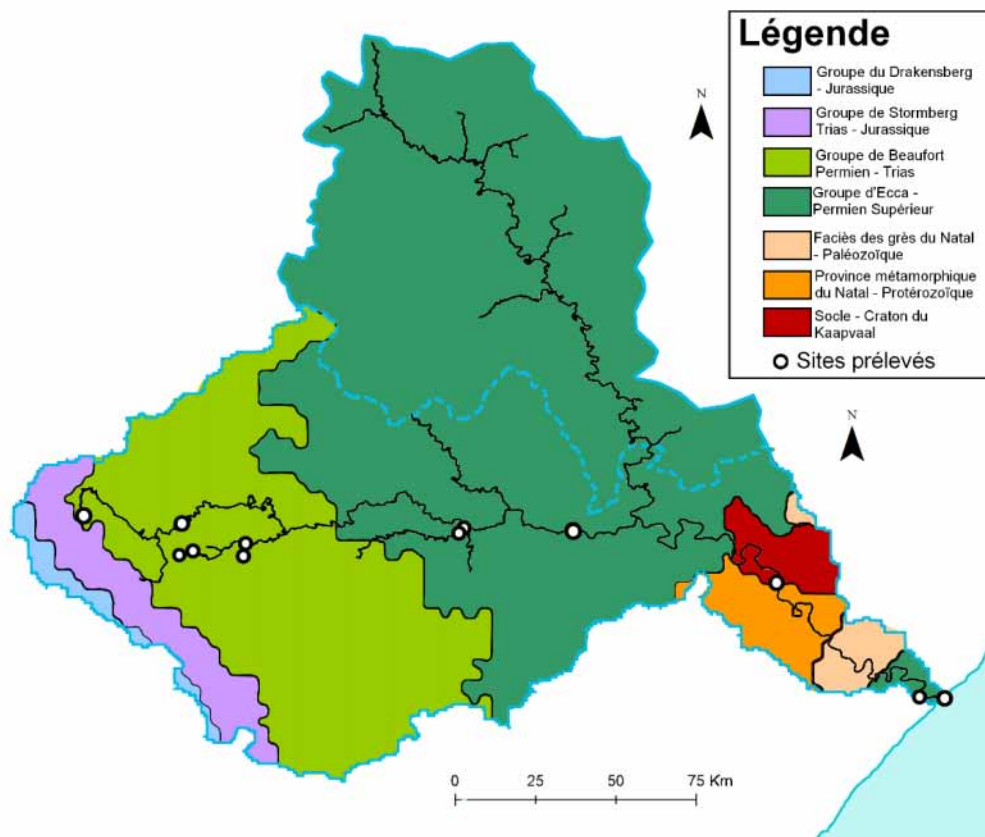 Légende
Groupe du Drakensberg
- Jurassique
Groupe de Stormberg
Trias - Jurassique
Groupe de Beaufort
Permien - Trias
Groupe d'Ecca -
Permien Supérieur
Faciès des grès du Natal
- Paléozoïque
Province métamorphique
du Natal - Protérozoïque
Socle - Craton du
Kaapvaal
Sites prélevés
N
N
0 25 50 75 Km